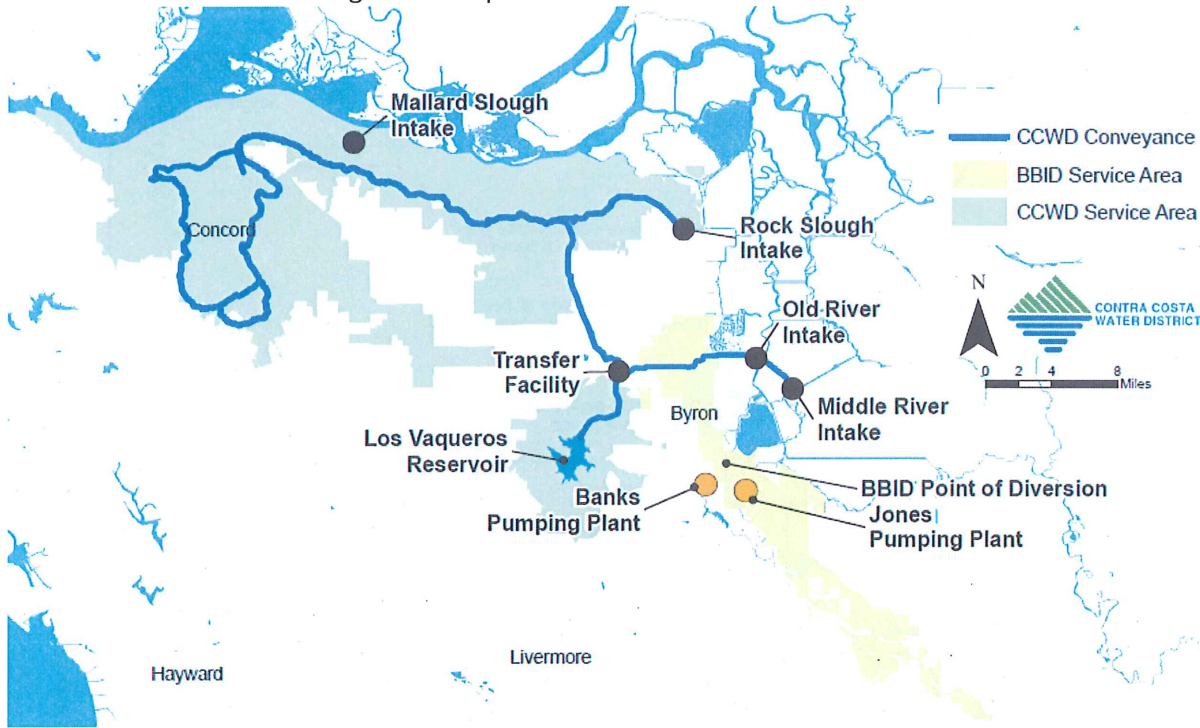 Mallard Slough
Intake
CCWD Conveyance
BBID Service Area
CCWD Service Area
Concord
Rock Slough
Intake
N
CONTRA COSTA
WATER DISTRICT
0 2 4 8
Miles
Old River
Intake
Transfer
Facility
Byron
Middle River
Intake
Los Vaqueros
Reservoir
Banks
Pumping Plant
BBID Point of Diversion
Jones
Pumping Plant
Livermore
Hayward